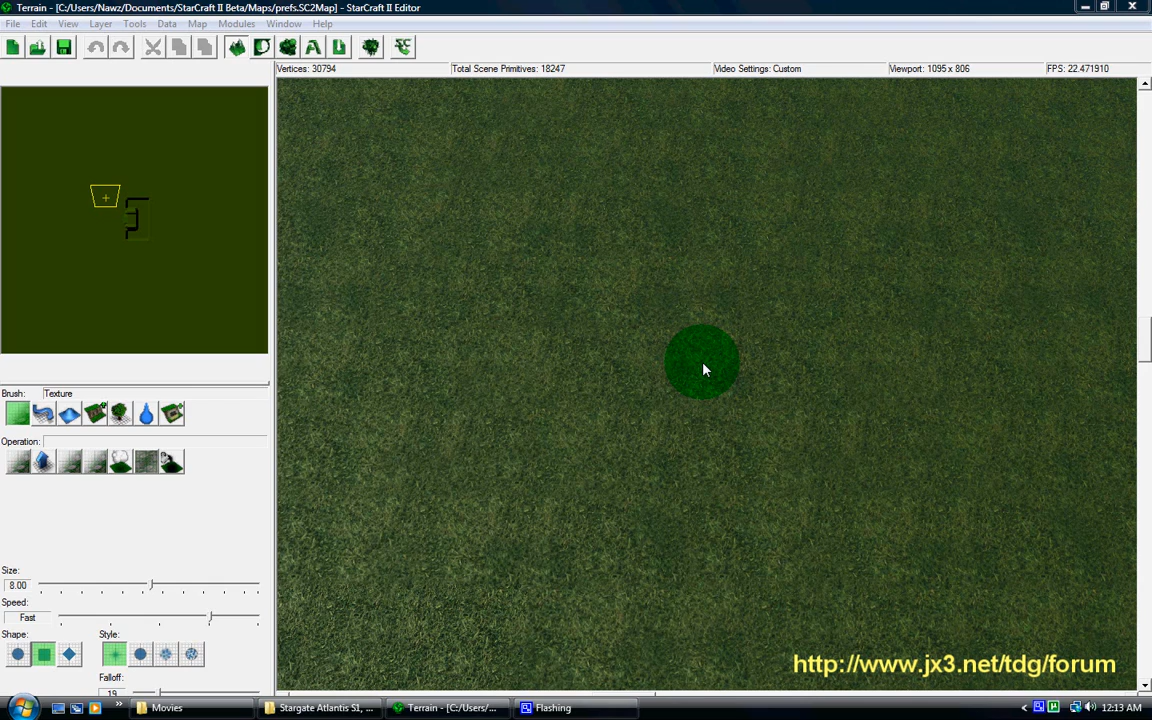 Terrain - [C:/Users/Nawz/Documents/StarCraft II Beta/Maps/prefs.SC2Map] - StarCraft II Editor
File Edit View Layer Tools Data Map Modules Window Help
Vertices: 30794 Total Scene Primitives: 18247 Video Settings: Custom Viewport: 1095 x 806 FPS: 22.471910
Brush: Texture
Operation:
Size:
8.00
Speed:
Fast
Shape: Style:
Falloff:
19
http://www.jx3.net/tdg/forum
Movies Stargate Atlantis S1, ... Terrain - [C:/Users/... Flashing 12:13 AM